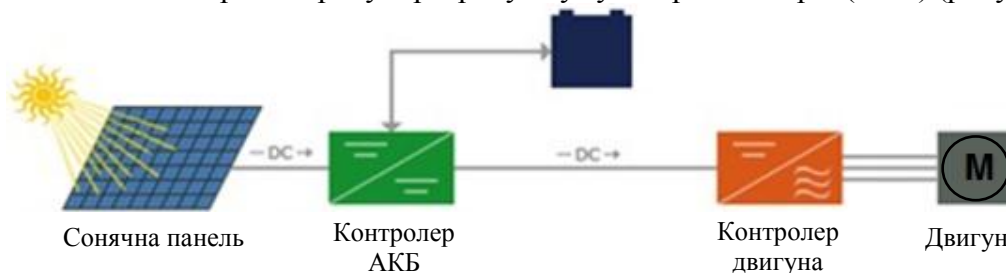 DC
DC
M
Сонячна панель
Контролер
АКБ
Контролер
двигуна
Двигун